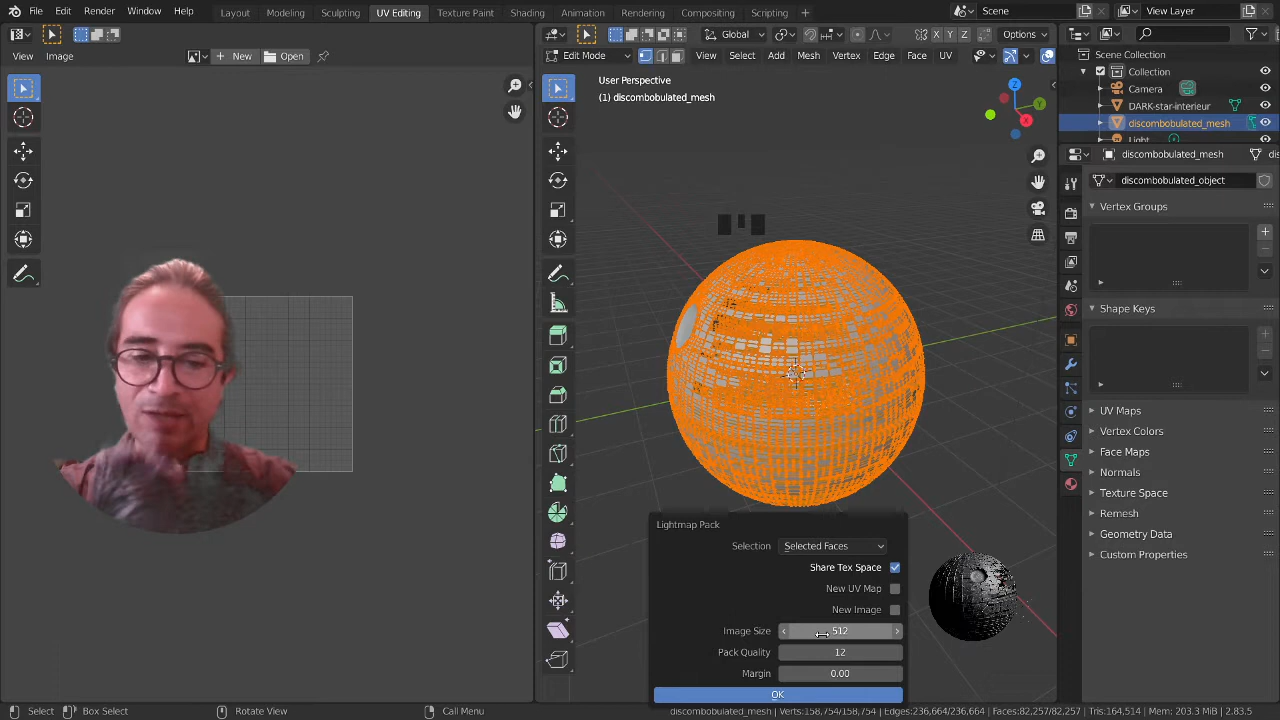 File Edit Render Window Help Layout Modeling Sculpting UV Editing Texture Paint Shading Animation Rendering Compositing Scripting + Scene View Layer
Global Options
View Image New Open Edit Mode View Select Add Mesh Vertex Edge Face UV
X Y Z
User Perspective
(1) discombobulated_mesh
Z
Y
X
Scene Collection
Collection
Camera
DARK-star-interieur
discombobulated_mesh
Light
discombobulated_mesh
discombobulated_object
Vertex Groups
Shape Keys
UV Maps
Vertex Colors
Face Maps
Normals
Texture Space
Remesh
Geometry Data
Custom Properties
Lightmap Pack
Selection Selected Faces
Share Tex Space
New UV Map
New Image
Image Size 512
Pack Quality 12
Margin 0.00
OK
Select Box Select Rotate View Call Menu discombobulated_mesh | Verts:158,754/158,754 | Edges:236,664/236,664 | Faces:82,257/82,257 | Tris:164,514 | Mem: 203.3 MiB | 2.83.5